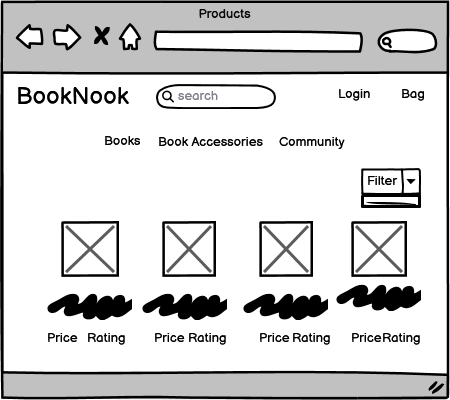 Products
BookNook
search
Login
Bag
Books
Book Accessories
Community
Filter
Price Rating
Price Rating
Price Rating
PriceRating